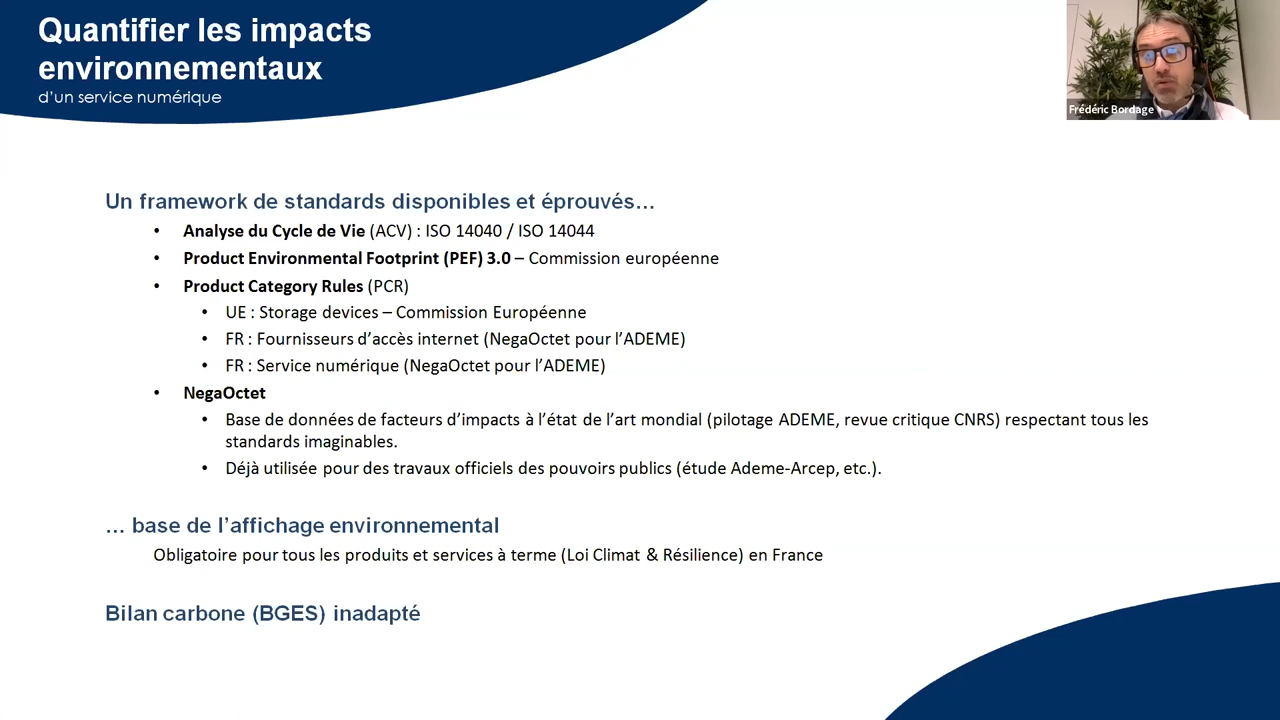 Quantifier les impacts
environnementaux
d'un service numérique
Frédéric Bordage
Un framework de standards disponibles et éprouvés…
• Analyse du Cycle de Vie (ACV) : ISO 14040 / ISO 14044
• Product Environmental Footprint (PEF) 3.0 – Commission européenne
• Product Category Rules (PCR)
• UE : Storage devices – Commission Européenne
• FR : Fournisseurs d'accès internet (NegaOctet pour l'ADEME)
• FR : Service numérique (NegaOctet pour l'ADEME)
• NegaOctet
• Base de données de facteurs d'impacts à l'état de l'art mondial (pilotage ADEME, revue critique CNRS) respectant tous les
standards imaginables.
• Déjà utilisée pour des travaux officiels des pouvoirs publics (étude Ademe-Arcep, etc.).
… base de l'affichage environnemental
Obligatoire pour tous les produits et services à terme (Loi Climat & Résilience) en France
Bilan carbone (BGES) inadapté